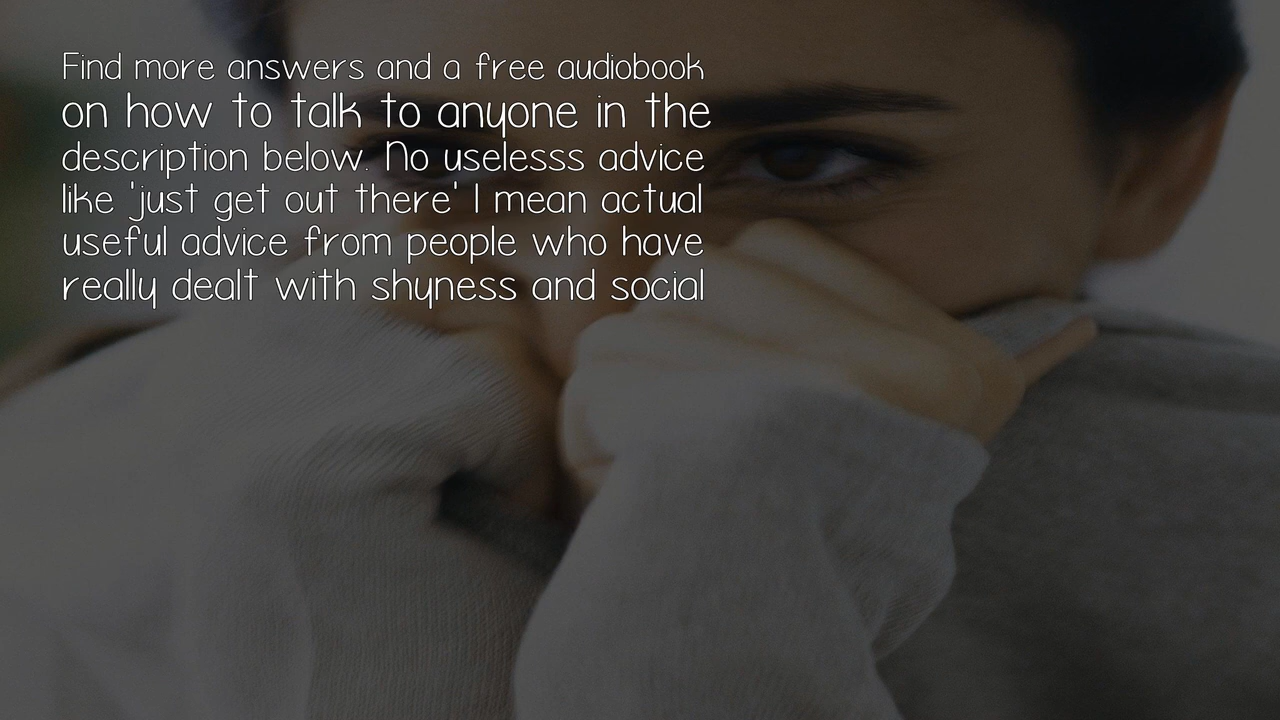 Find more answers and a free audiobook
on how to talk to anyone in the
description below. No uselesss advice
like 'just get out there' I mean actual
useful advice from people who have
really dealt with shyness and social